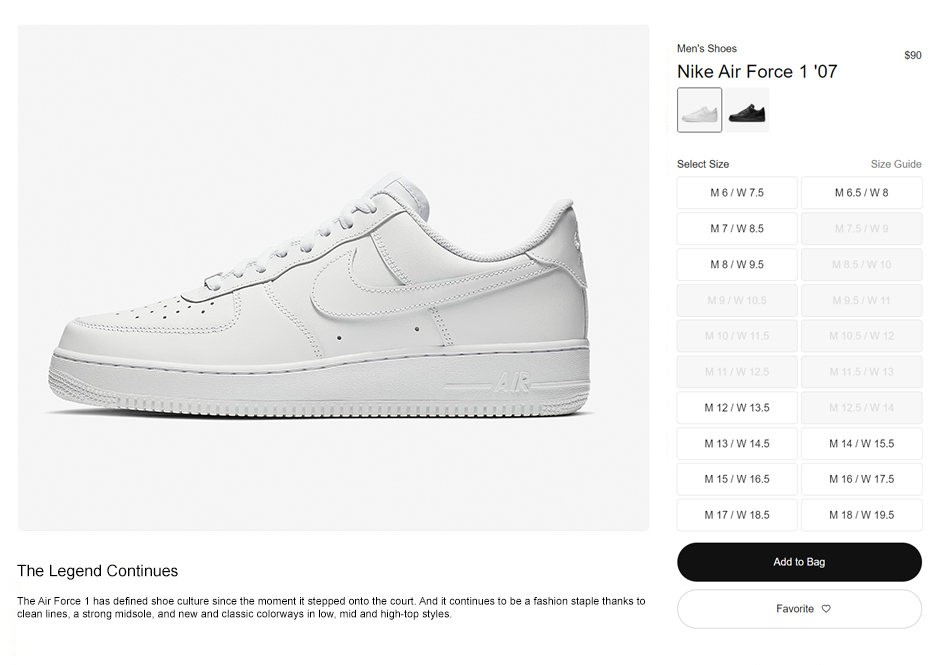 Men's Shoes
$90
Nike Air Force 1 '07
Select Size
Size Guide
M 6 / W 7.5
M 6.5 / W 8
M 7 / W 8.5
M 7.5 / W 9
M 8 / W 9.5
M 8.5 / W 10
M 9 / W 10.5
M 9.5 / W 11
M 10 / W 11.5
M 10.5 / W 12
M 11 / W 12.5
M 11.5 / W 13
M 12 / W 13.5
M 12.5 / W 14
M 13 / W 14.5
M 14 / W 15.5
M 15 / W 16.5
M 16 / W 17.5
M 17 / W 18.5
M 18 / W 19.5
Add to Bag
Favorite
AIR
The Legend Continues
The Air Force 1 has defined shoe culture since the moment it stepped onto the court. And it continues to be a fashion staple thanks to
clean lines, a strong midsole, and new and classic colorways in low, mid and high-top styles.